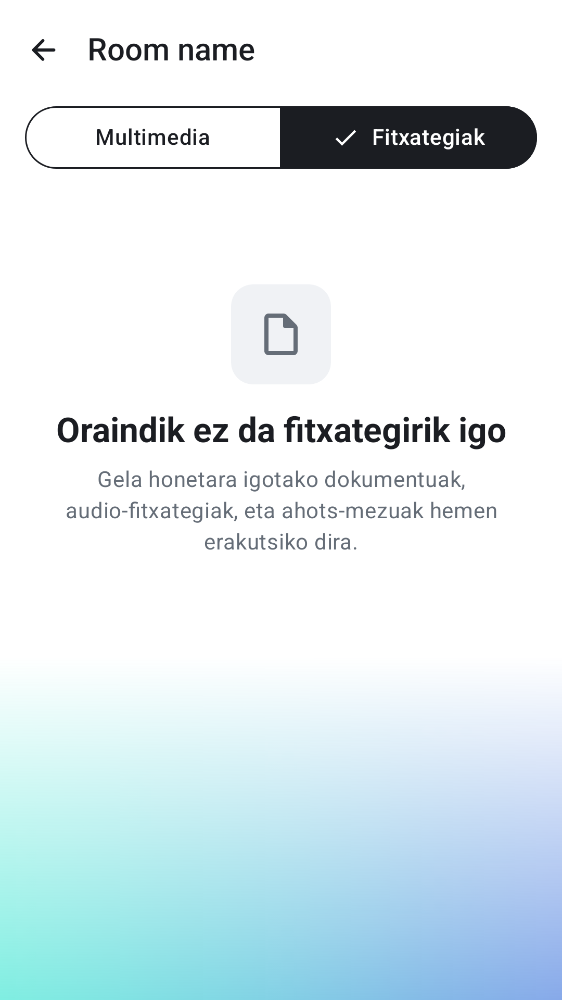 Room name
Multimedia
Fitxategiak
Oraindik ez da fitxategirik igo
Gela honetara igotako dokumentuak,
audio-fitxategiak, eta ahots-mezuak hemen
erakutsiko dira.